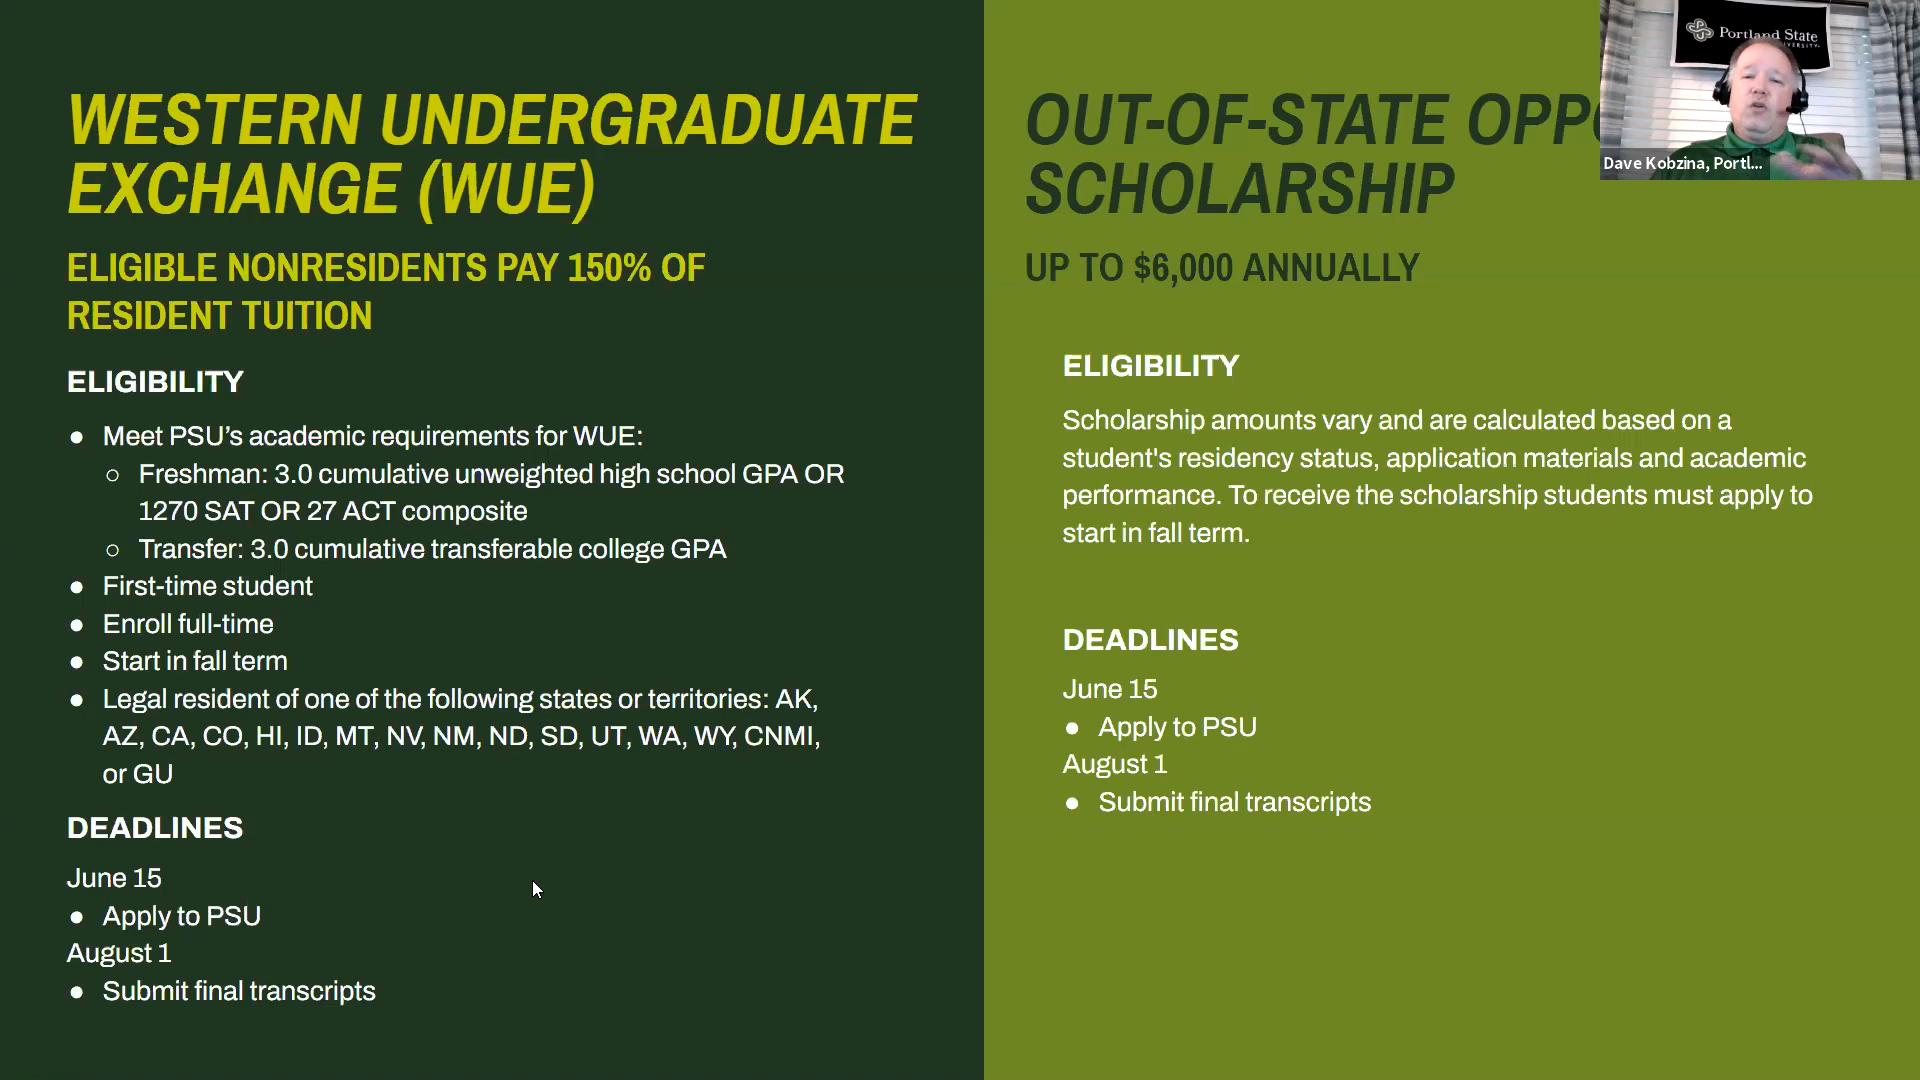 WESTERN UNDERGRADUATE
EXCHANGE (WUE)
ELIGIBLE NONRESIDENTS PAY 150% OF
RESIDENT TUITION
ELIGIBILITY
● Meet PSU’s academic requirements for WUE:
○ Freshman: 3.0 cumulative unweighted high school GPA OR
1270 SAT OR 27 ACT composite
○ Transfer: 3.0 cumulative transferable college GPA
● First-time student
● Enroll full-time
● Start in fall term
● Legal resident of one of the following states or territories: AK,
AZ, CA, CO, HI, ID, MT, NV, NM, ND, SD, UT, WA, WY, CNMI,
or GU
DEADLINES
June 15
● Apply to PSU
August 1
● Submit final transcripts
OUT-OF-STATE
SCHOLARSHIP
UP TO $6,000 ANNUALLY
ELIGIBILITY
Scholarship amounts vary and are calculated based on a
student's residency status, application materials and academic
performance. To receive the scholarship students must apply to
start in fall term.
DEADLINES
June 15
● Apply to PSU
August 1
● Submit final transcripts
Portland State
Dave Kobzina, Portl...